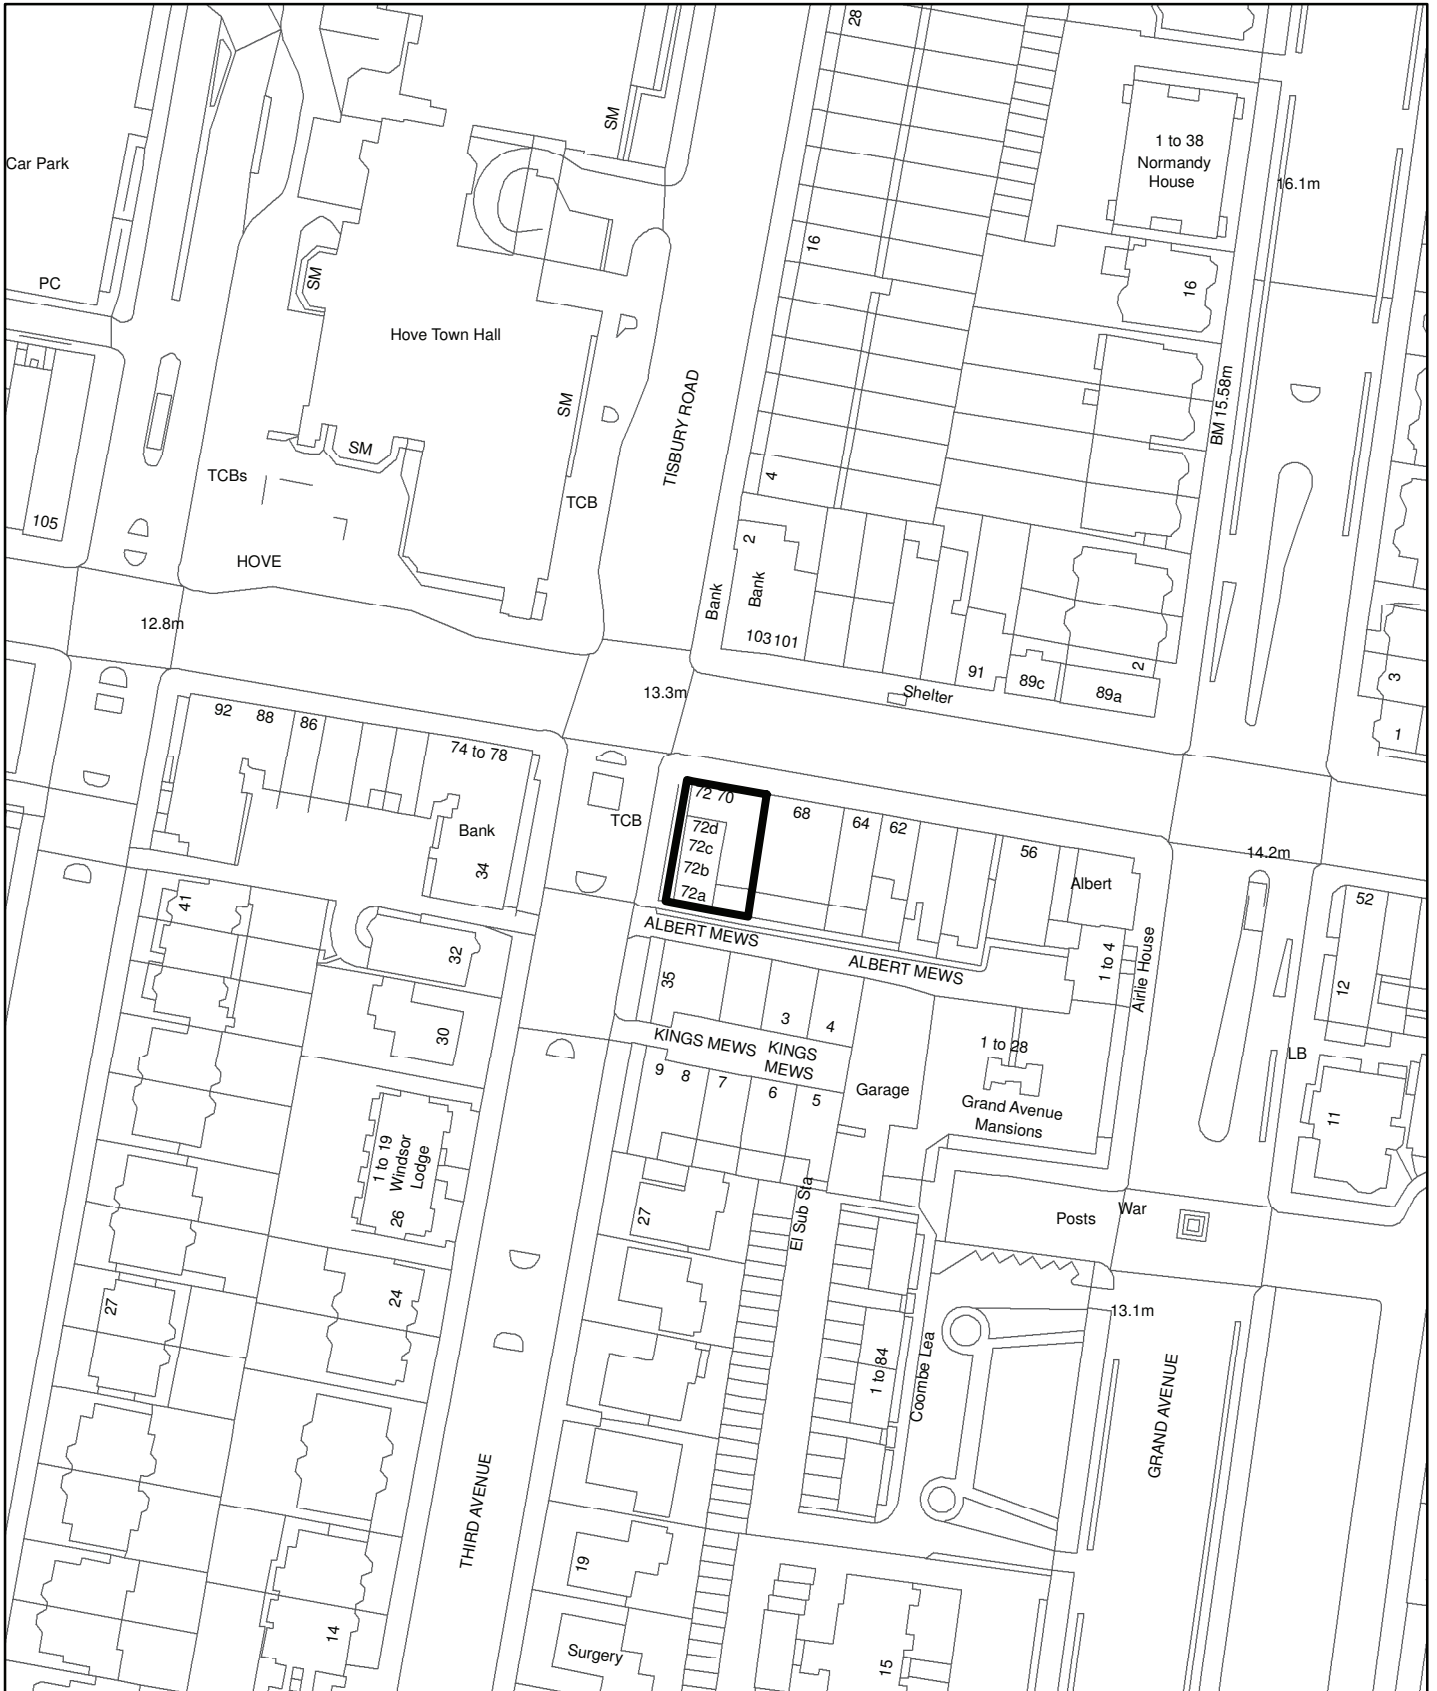 28
SM
Car Park
1 to 38
Normandy
House
16.1m
16
PC
SM
16
Hove Town Hall
BM 15.58m
SM
TISBURY ROAD
SM
TCBs
4
TCB
105
2
HOVE
Bank
Bank
12.8m
103 101
2
91
89c
89a
3
13.3m
Shelter
1
92
88
86
74 to 78
72 70
68
64
62
56
TCB
72d
72c
72b
72a
Bank
34
14.2m
Albert
52
41
ALBERT MEWS
ALBERT MEWS
1 to 4
Airlie House
32
35
12
3
4
30
KINGS MEWS
KINGS
MEWS
1 to 28
LB
9
8
7
6
5
Garage
Grand Avenue
Mansions
11
1 to 19
Windsor
Lodge
26
27
El Sub Sta
Posts
War
24
27
13.1m
1 to 84
Coombe Lea
GRAND AVENUE
THIRD AVENUE
19
14
Surgery
15